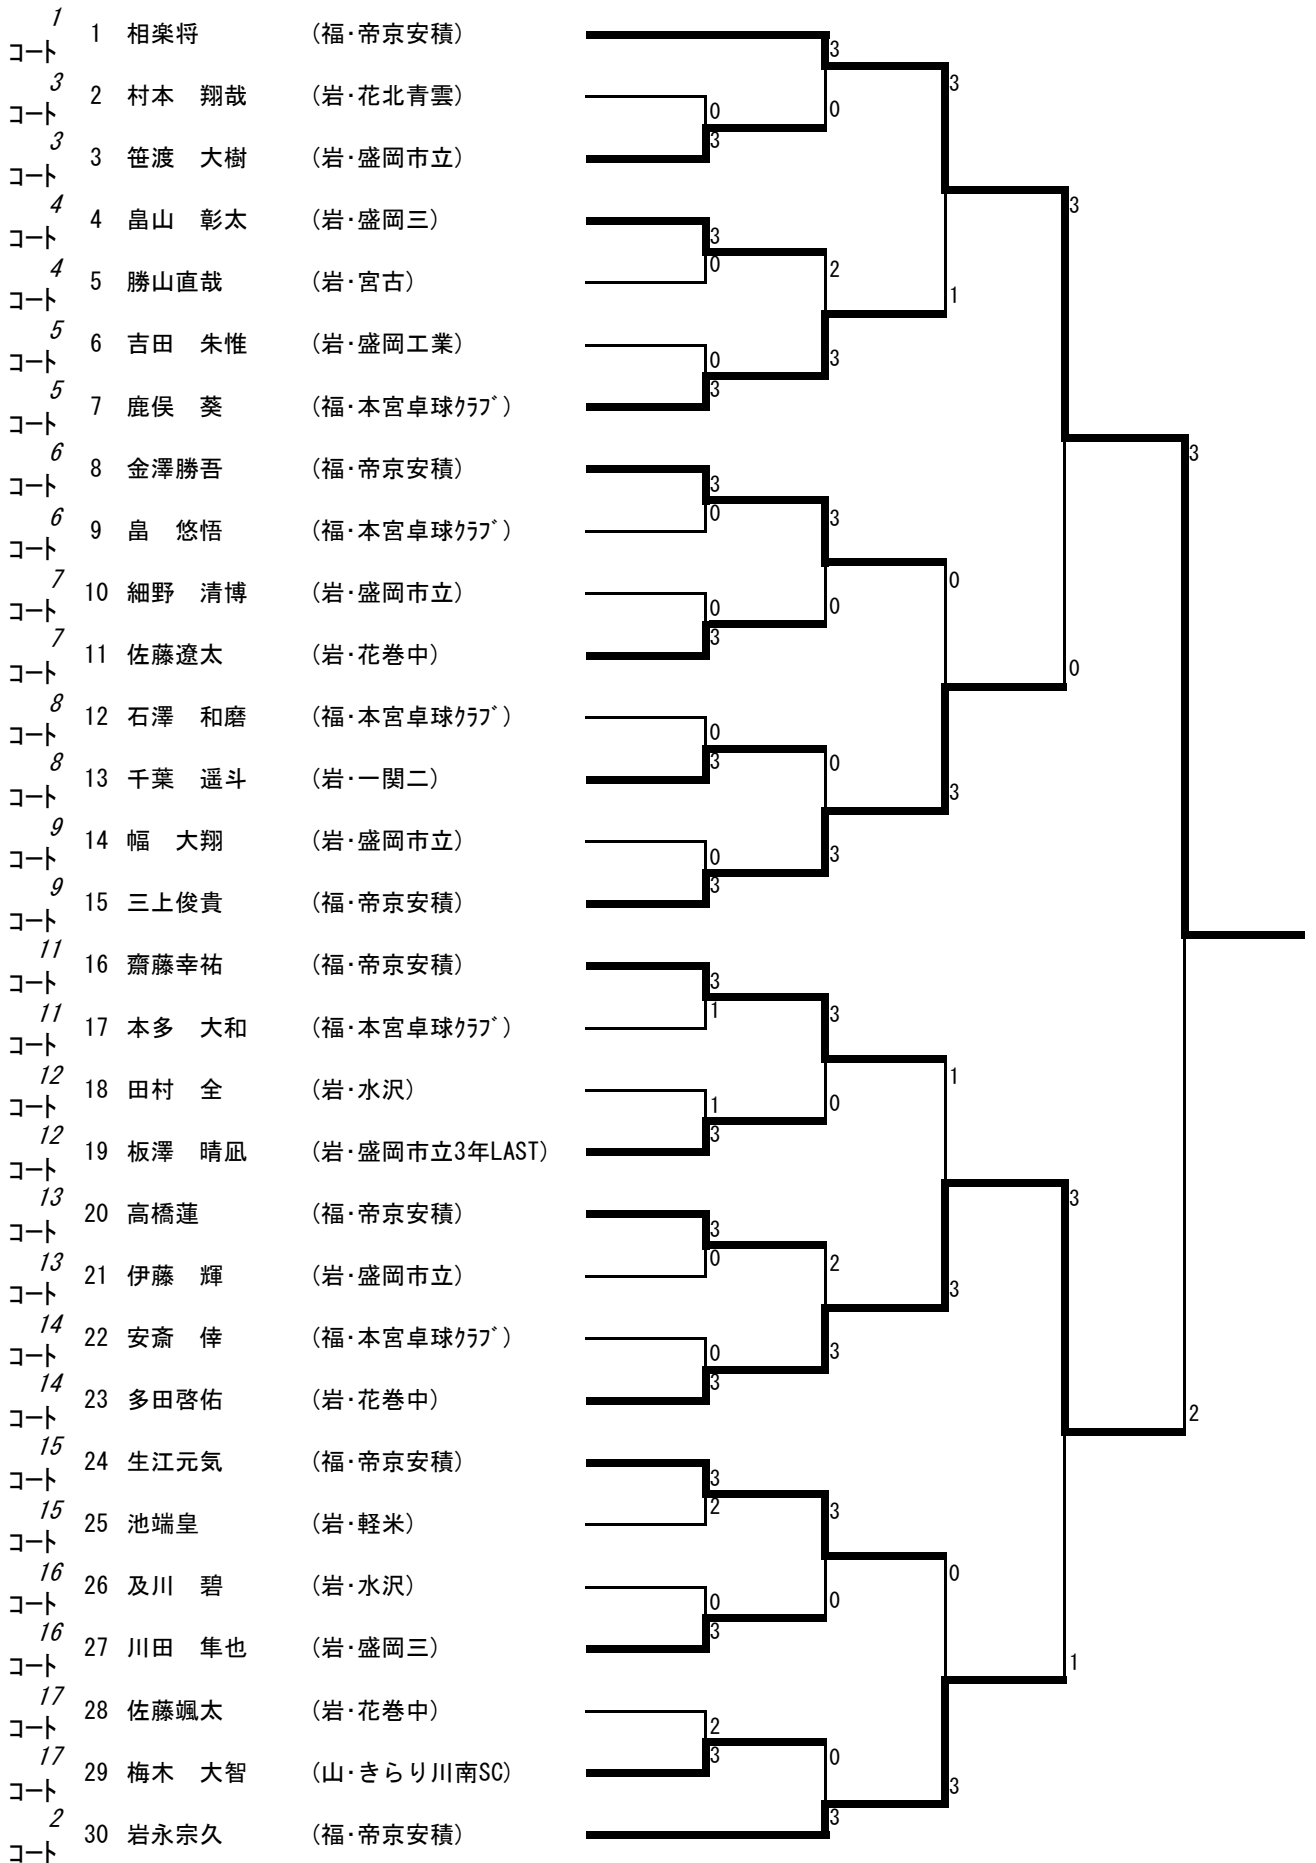 1
コート 1 相楽将 (福・帝京安積)
3
コート 2 村本 翔哉 (岩・花北青雲)
3
コート 3 笹渡 大樹 (岩・盛岡市立)
4
コート 4 畠山 彰太 (岩・盛岡三)
4
コート 5 勝山直哉 (岩・宮古)
5
コート 6 吉田 朱惟 (岩・盛岡工業)
5
コート 7 鹿俣 葵 (福・本宮卓球ｸﾗﾌﾞ)
6
コート 8 金澤勝吾 (福・帝京安積)
6
コート 9 畠 悠悟 (福・本宮卓球ｸﾗﾌﾞ)
7
コート 10 細野 清博 (岩・盛岡市立)
7
コート 11 佐藤遼太 (岩・花巻中)
8
コート 12 石澤 和磨 (福・本宮卓球ｸﾗﾌﾞ)
8
コート 13 千葉 遥斗 (岩・一関二)
9
コート 14 幅 大翔 (岩・盛岡市立)
9
コート 15 三上俊貴 (福・帝京安積)
11
コート 16 齋藤幸祐 (福・帝京安積)
11
コート 17 本多 大和 (福・本宮卓球ｸﾗﾌﾞ)
12
コート 18 田村 全 (岩・水沢)
12
コート 19 板澤 晴凪 (岩・盛岡市立3年LAST)
13
コート 20 高橋蓮 (福・帝京安積)
13
コート 21 伊藤 輝 (岩・盛岡市立)
14
コート 22 安斎 倖 (福・本宮卓球ｸﾗﾌﾞ)
14
コート 23 多田啓佑 (岩・花巻中)
15
コート 24 生江元気 (福・帝京安積)
15
コート 25 池端皇 (岩・軽米)
16
コート 26 及川 碧 (岩・水沢)
16
コート 27 川田 隼也 (岩・盛岡三)
17
コート 28 佐藤颯太 (岩・花巻中)
17
コート 29 梅木 大智 (山・きらり川南SC)
2
コート 30 岩永宗久 (福・帝京安積)
0
3
3
0
0
3
3
0
0
3
0
3
0
3
3
1
1
3
3
0
0
3
3
2
0
3
2
3
3
0
2
3
3
0
0
3
3
0
2
3
3
0
0
3
3
1
0
3
1
3
0
3
3
0
3
1
3
2